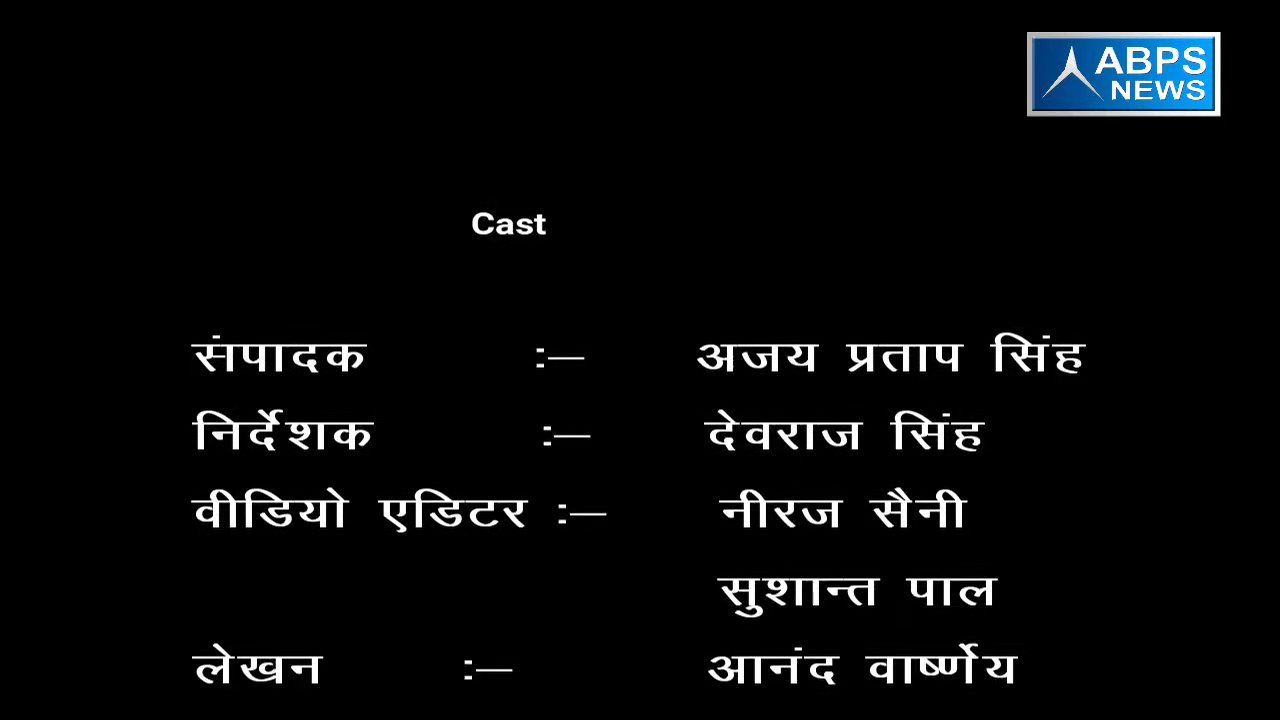 ABPS
NEWS
Cast
संपादक :— अजय प्रताप सिंह
निर्देशक :— देवराज सिंह
वीडियो एडिटर :— नीरज सैनी
सुशान्त पाल
लेखन :— आनंद वार्ष्णेय